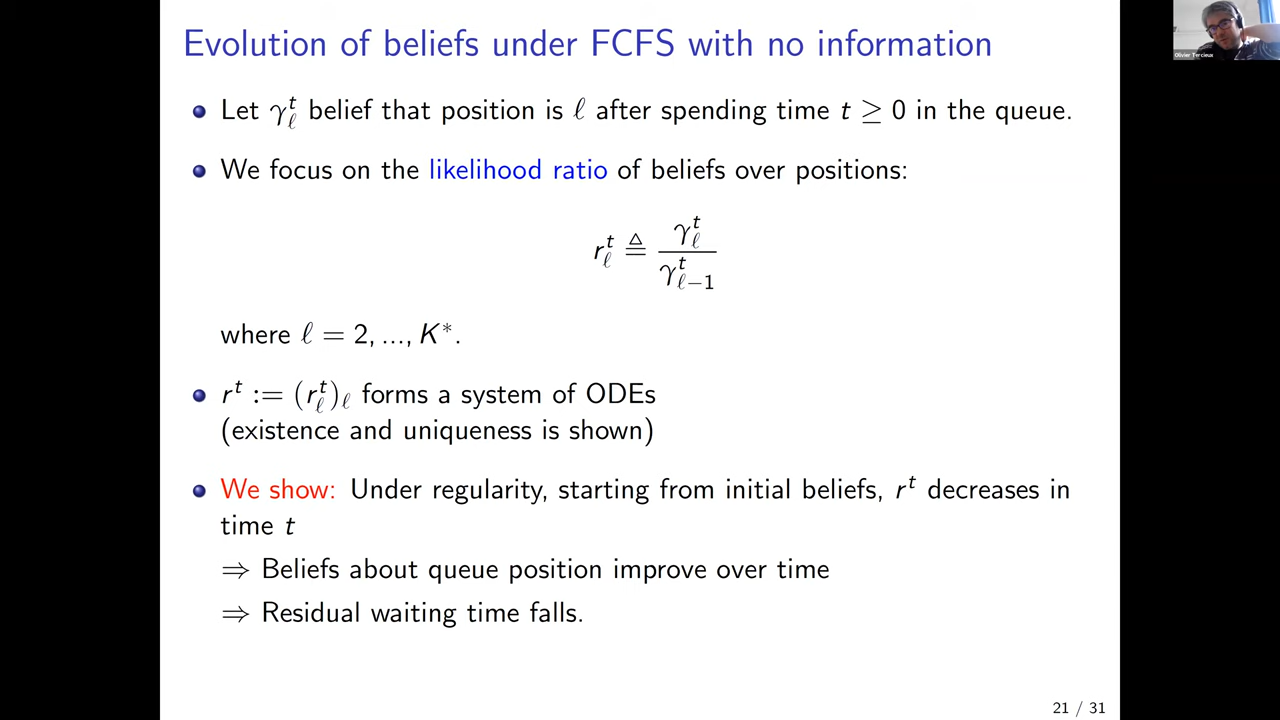 Evolution of beliefs under FCFS with no information
Olivier Tercieux
Let γ_ℓ^t belief that position is ℓ after spending time t ≥ 0 in the queue.
We focus on the likelihood ratio of beliefs over positions:
r_ℓ^t ≜ γ_ℓ^t / γ_{ℓ−1}^t
where ℓ = 2, ..., K*.
r^t := (r_ℓ^t)_ℓ forms a system of ODEs
(existence and uniqueness is shown)
We show: Under regularity, starting from initial beliefs, r^t decreases in
time t
⇒ Beliefs about queue position improve over time
⇒ Residual waiting time falls.
21 / 31